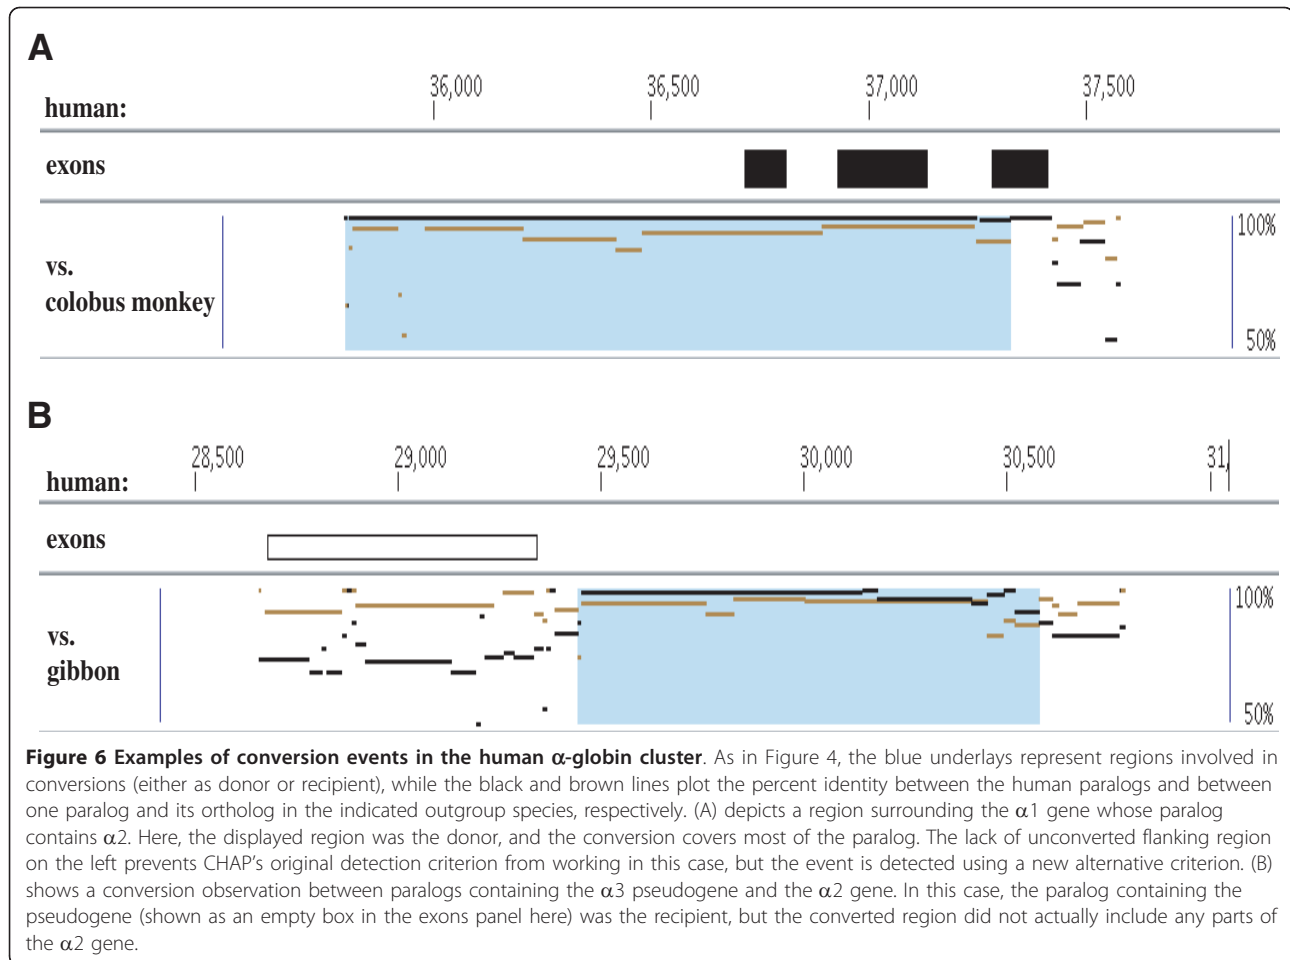 A
36,000 36,500 37,000 37,500
human:
exons
100%
vs.
colobus monkey
50%
B
28,500 29,000 29,500 30,000 30,500 31,
human:
exons
100%
vs.
gibbon
50%
Figure 6 Examples of conversion events in the human α-globin cluster. As in Figure 4, the blue underlays represent regions involved in
conversions (either as donor or recipient), while the black and brown lines plot the percent identity between the human paralogs and between
one paralog and its ortholog in the indicated outgroup species, respectively. (A) depicts a region surrounding the α1 gene whose paralog
contains α2. Here, the displayed region was the donor, and the conversion covers most of the paralog. The lack of unconverted flanking region
on the left prevents CHAP's original detection criterion from working in this case, but the event is detected using a new alternative criterion. (B)
shows a conversion observation between paralogs containing the α3 pseudogene and the α2 gene. In this case, the paralog containing the
pseudogene (shown as an empty box in the exons panel here) was the recipient, but the converted region did not actually include any parts of
the α2 gene.